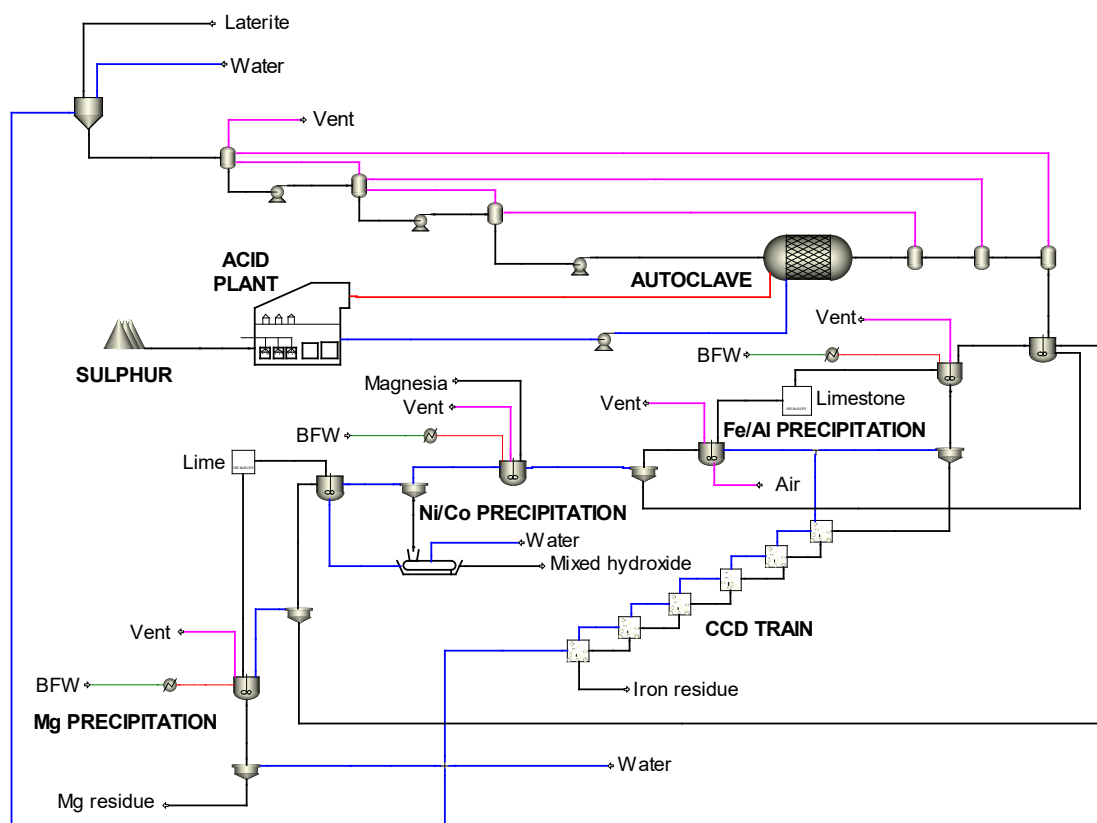 Laterite
Water
Vent
ACID
PLANT
AUTOCLAVE
SULPHUR
Vent
BFW
Magnesia
Vent
BFW
Vent
Limestone
Fe/Al PRECIPITATION
Lime
Air
Ni/Co PRECIPITATION
Water
Mixed hydroxide
CCD TRAIN
Vent
BFW
Iron residue
Mg PRECIPITATION
Water
Mg residue